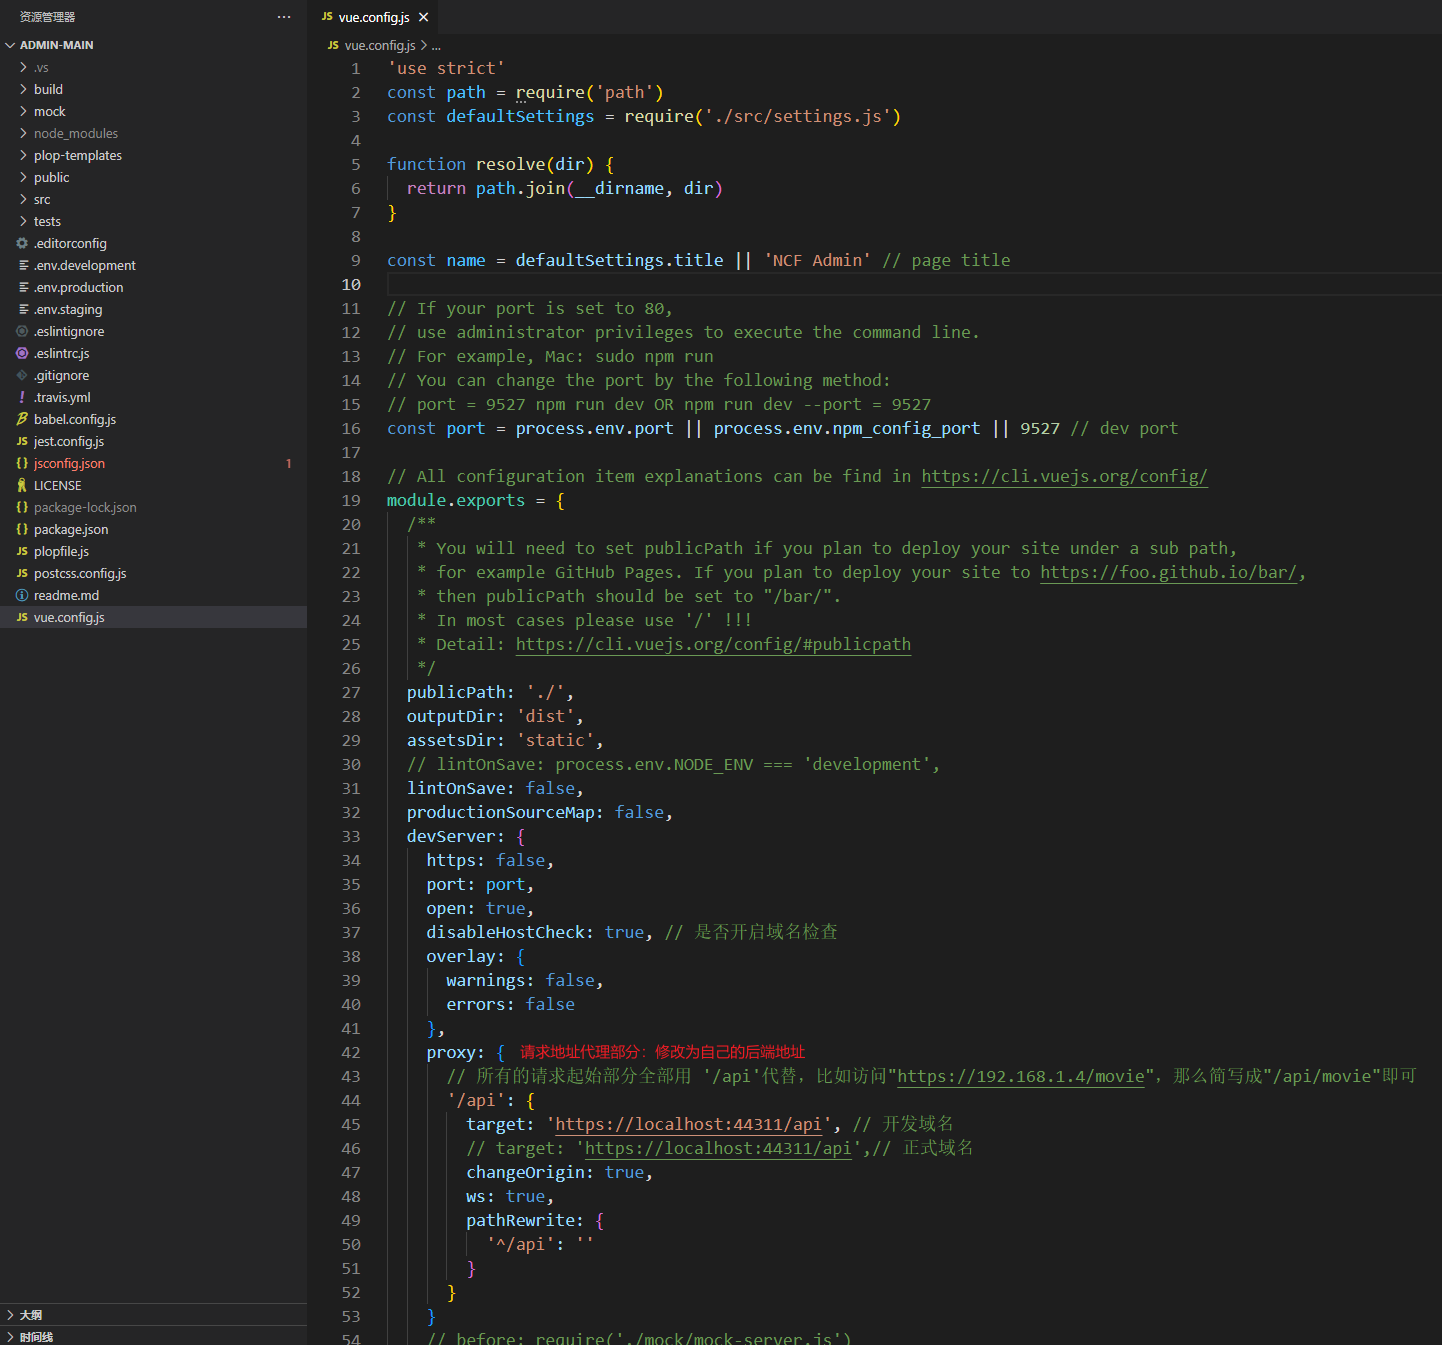 资源管理器
ADMIN-MAIN
.vs
build
mock
node_modules
plop-templates
public
src
tests
.editorconfig
.env.development
.env.production
.env.staging
.eslintignore
.eslintrc.js
.gitignore
.travis.yml
babel.config.js
jest.config.js
jsconfig.json 1
LICENSE
package-lock.json
package.json
plopfile.js
postcss.config.js
readme.md
vue.config.js
大纲
时间线
JS vue.config.js
JS vue.config.js > ...
1 'use strict'
2 const path = require('path')
3 const defaultSettings = require('./src/settings.js')
4
5 function resolve(dir) {
6 return path.join(__dirname, dir)
7 }
8
9 const name = defaultSettings.title || 'NCF Admin' // page title
10
11 // If your port is set to 80,
12 // use administrator privileges to execute the command line.
13 // For example, Mac: sudo npm run
14 // You can change the port by the following method:
15 // port = 9527 npm run dev OR npm run dev --port = 9527
16 const port = process.env.port || process.env.npm_config_port || 9527 // dev port
17
18 // All configuration item explanations can be find in https://cli.vuejs.org/config/
19 module.exports = {
20 /**
21 * You will need to set publicPath if you plan to deploy your site under a sub path,
22 * for example GitHub Pages. If you plan to deploy your site to https://foo.github.io/bar/,
23 * then publicPath should be set to "/bar/".
24 * In most cases please use '/' !!!
25 * Detail: https://cli.vuejs.org/config/#publicpath
26 */
27 publicPath: './',
28 outputDir: 'dist',
29 assetsDir: 'static',
30 // lintOnSave: process.env.NODE_ENV === 'development',
31 lintOnSave: false,
32 productionSourceMap: false,
33 devServer: {
34 https: false,
35 port: port,
36 open: true,
37 disableHostCheck: true, // 是否开启域名检查
38 overlay: {
39 warnings: false,
40 errors: false
41 },
42 proxy: { 请求地址代理部分：修改为自己的后端地址
43 // 所有的请求起始部分全部用 '/api'代替，比如访问"https://192.168.1.4/movie"，那么简写成"/api/movie"即可
44 '/api': {
45 target: 'https://localhost:44311/api', // 开发域名
46 // target: 'https://localhost:44311/api',// 正式域名
47 changeOrigin: true,
48 ws: true,
49 pathRewrite: {
50 '^/api': ''
51 }
52 }
53 }
54 // before: require('./mock/mock-server.js')